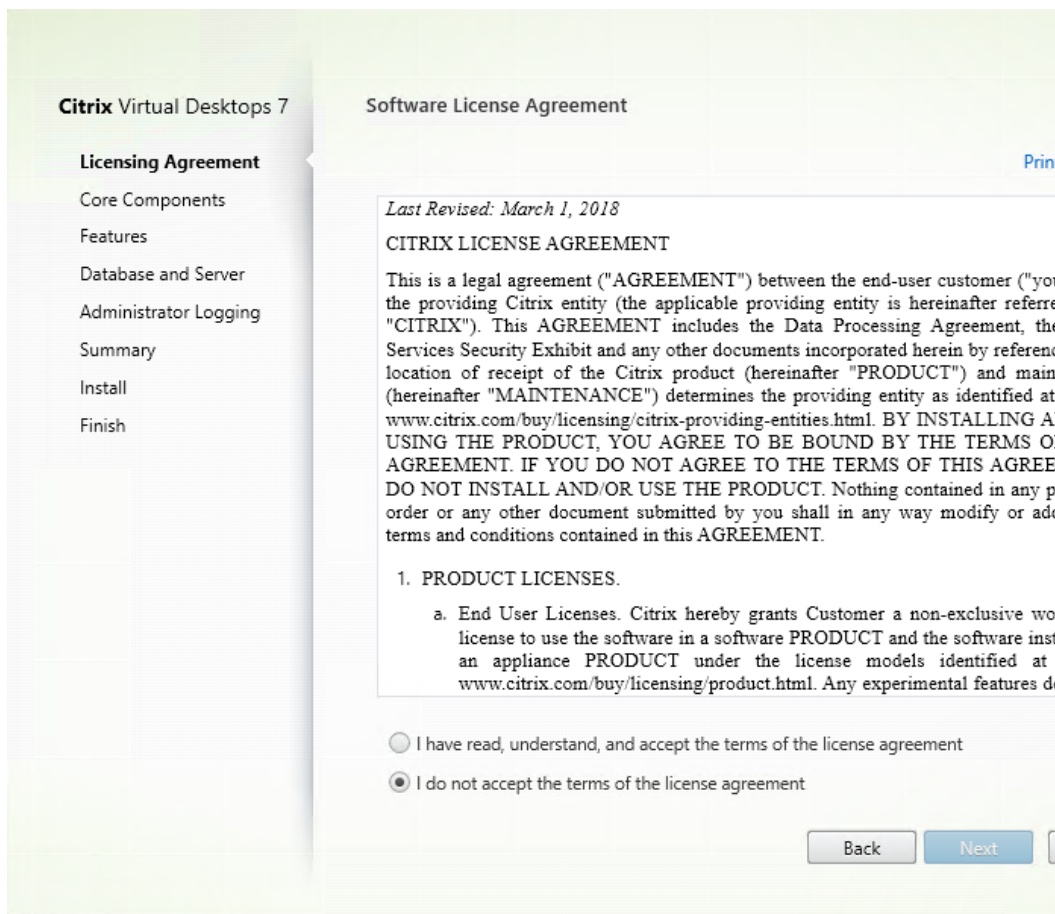 Citrix Virtual Desktops 7
Licensing Agreement
Core Components
Features
Database and Server
Administrator Logging
Summary
Install
Finish
Software License Agreement
Prin
Last Revised: March 1, 2018
CITRIX LICENSE AGREEMENT
This is a legal agreement ("AGREEMENT") between the end-user customer ("you
the providing Citrix entity (the applicable providing entity is hereinafter referre
"CITRIX"). This AGREEMENT includes the Data Processing Agreement, the
Services Security Exhibit and any other documents incorporated herein by referenc
location of receipt of the Citrix product (hereinafter "PRODUCT") and main
(hereinafter "MAINTENANCE") determines the providing entity as identified at
www.citrix.com/buy/licensing/citrix-providing-entities.html. BY INSTALLING A
USING THE PRODUCT, YOU AGREE TO BE BOUND BY THE TERMS O
AGREEMENT. IF YOU DO NOT AGREE TO THE TERMS OF THIS AGREE
DO NOT INSTALL AND/OR USE THE PRODUCT. Nothing contained in any p
order or any other document submitted by you shall in any way modify or add
terms and conditions contained in this AGREEMENT.
1. PRODUCT LICENSES.
a. End User Licenses. Citrix hereby grants Customer a non-exclusive wo
license to use the software in a software PRODUCT and the software inst
an appliance PRODUCT under the license models identified at
www.citrix.com/buy/licensing/product.html. Any experimental features de
I have read, understand, and accept the terms of the license agreement
I do not accept the terms of the license agreement
Back
Next